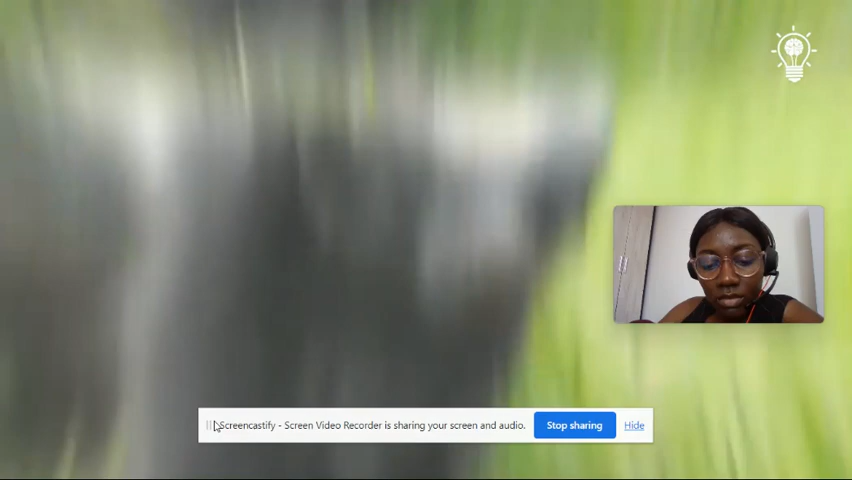 Screencastify - Screen Video Recorder is sharing your screen and audio.
Stop sharing
Hide